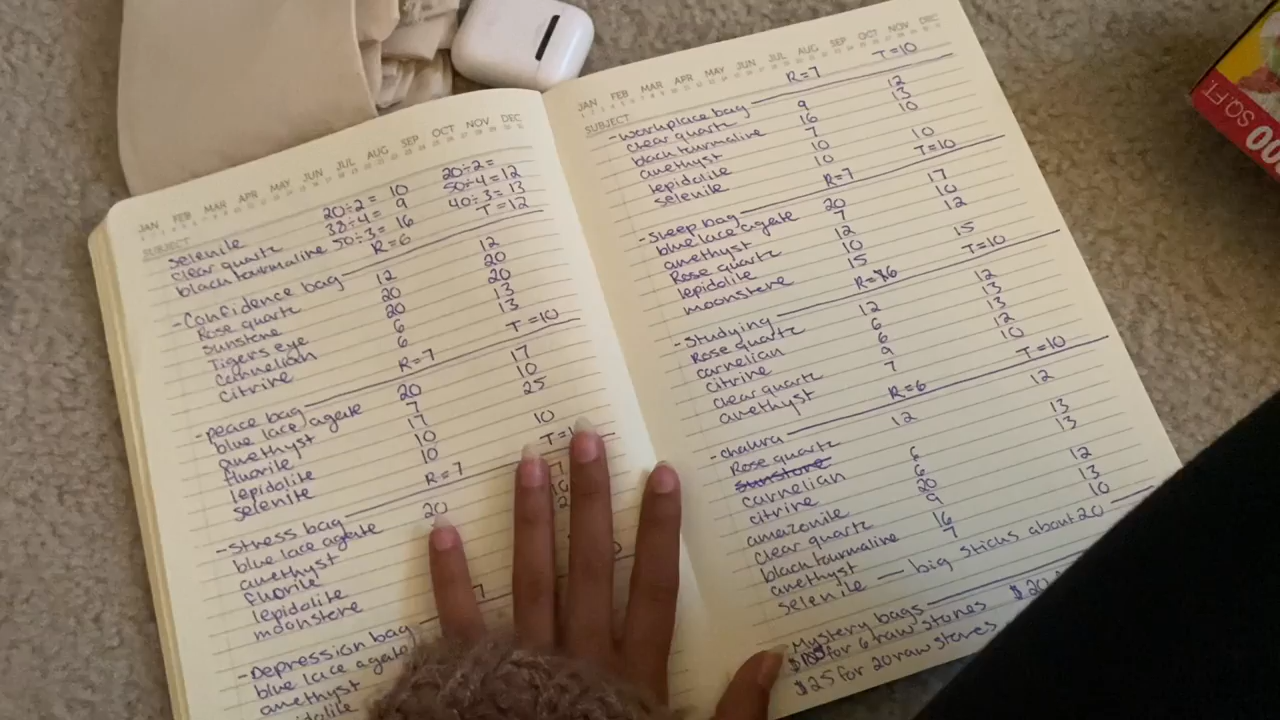 JAN FEB MAR APR MAY JUN JUL AUG SEP OCT NOV DEC
SUBJECT
selenite
clear quartz
black tourmaline
20÷2= 10
38÷4= 9
50÷3= 16
20÷2=
50÷4=12
40÷3=13
-Confidence bag R=6 T=12
Rose quartz 12 12
sunstone 20 20
Tigers eye 20 20
carnelian 6 13
citrine 6 13
-peace bag R=7 T=10
blue lace agate 20 17
amethyst 7 10
fluorite 17 25
lepidolite 10
selenite 10 10
-stress bag R=7
blue lace agate 20
amethyst
fluorite
lepidolite
moonstone
-Depression bag 7
blue lace agate
amethyst
JAN FEB MAR APR MAY JUN JUL AUG SEP OCT NOV DEC
SUBJECT
-workplace bag R=7 T=10
clear quartz 9 12
black tourmaline 16 13
amethyst 7 10
lepidolite 10
selenite 10 10
-Sleep bag R=7 T=10
blue lace agate 20 17
amethyst 7 10
Rose quartz 12 12
lepidolite 10
moonstone 15 15
-Studying T=10
Rose quartz 12 12
carnelian 6 13
citrine 6 13
clear quartz 9 12
amethyst 7 10
-chakra R=6 T=10
Rose quartz 12 12
sunstone
carnelian 6 13
citrine 6 13
amazonite 20
clear quartz 9 12
black tourmaline 16 13
amethyst 7 10
selenite — big sticks about 20
-Mystery bags
for 6 raw stones $20
$25 for 20 raw stones
SQ.FT